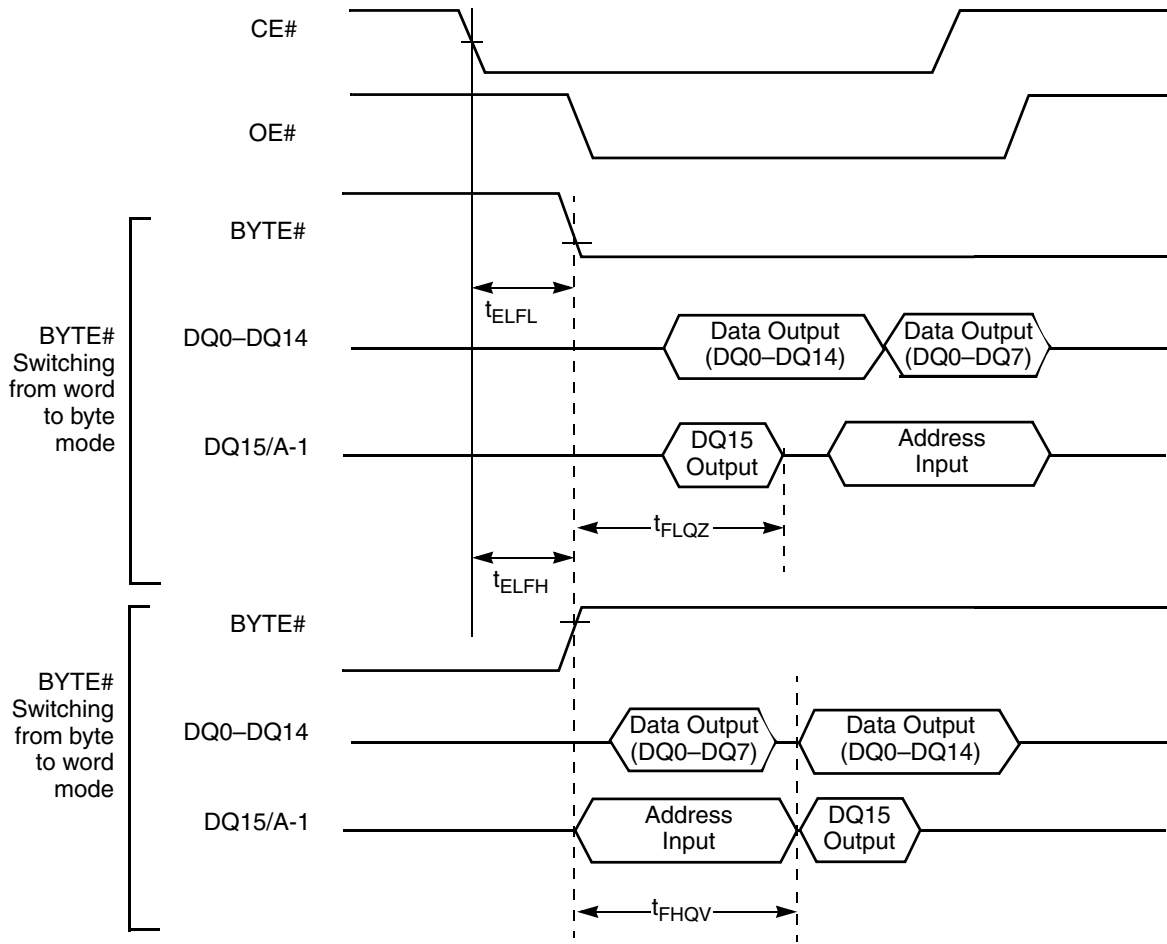 CE#
OE#
BYTE#
tELFL
BYTE#
Switching
from word
to byte
mode
DQ0–DQ14
Data Output
(DQ0–DQ14)
Data Output
(DQ0–DQ7)
DQ15/A-1
DQ15
Output
Address
Input
tFLQZ
tELFH
BYTE#
BYTE#
Switching
from byte
to word
mode
DQ0–DQ14
Data Output
(DQ0–DQ7)
Data Output
(DQ0–DQ14)
DQ15/A-1
Address
Input
DQ15
Output
tFHQV